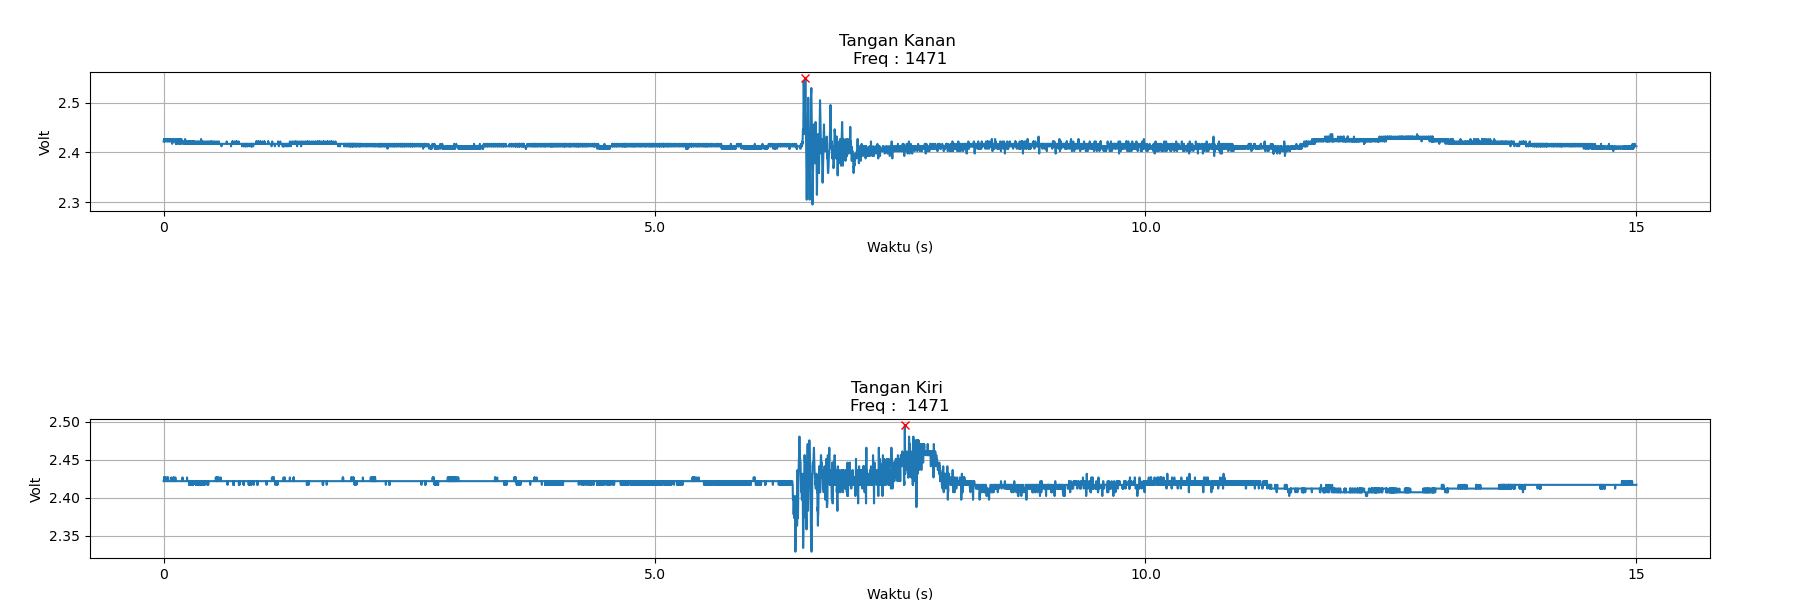 Tangan Kanan
Freq : 1471
Volt
2.5
2.4
2.3
0 5.0 10.0 15
Waktu (s)
Tangan Kiri
Freq :  1471
Volt
2.50
2.45
2.40
2.35
0 5.0 10.0 15
Waktu (s)